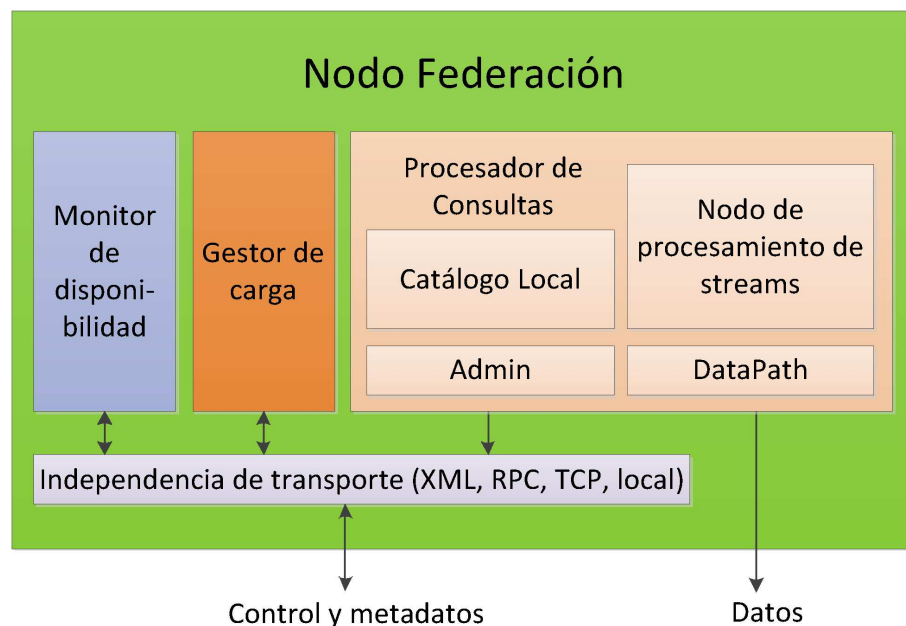 Nodo Federación
Monitor
de
disponi-
bilidad
Gestor de
carga
Procesador de
Consultas
Catálogo Local
Admin
Nodo de
procesamiento de
streams
DataPath
Independencia de transporte (XML, RPC, TCP, local)
Control y metadatos
Datos